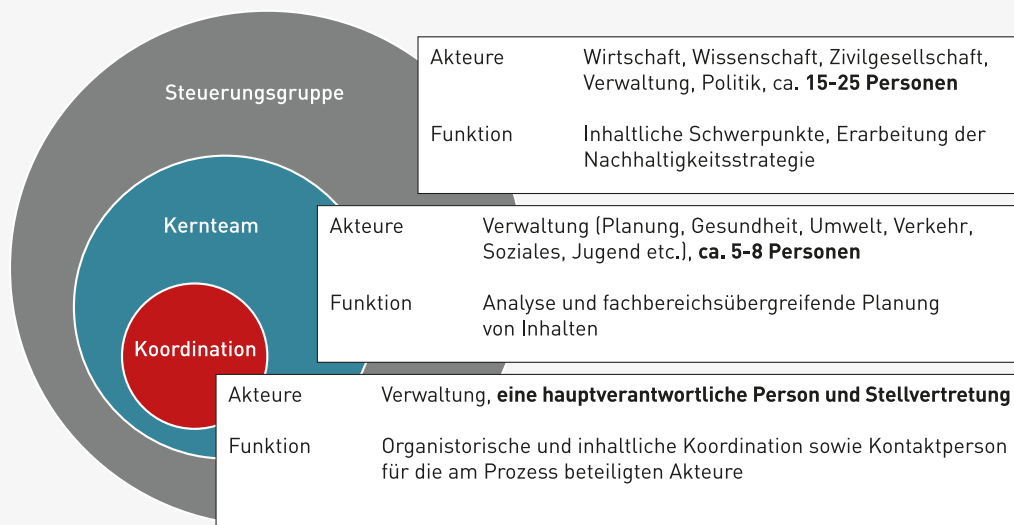 Steuerungsgruppe
Akteure Wirtschaft, Wissenschaft, Zivilgesellschaft,
Verwaltung, Politik, ca. 15-25 Personen
Funktion Inhaltliche Schwerpunkte, Erarbeitung der
Nachhaltigkeitsstrategie
Kernteam
Akteure Verwaltung (Planung, Gesundheit, Umwelt, Verkehr,
Soziales, Jugend etc.), ca. 5-8 Personen
Funktion Analyse und fachbereichsübergreifende Planung
von Inhalten
Koordination
Akteure Verwaltung, eine hauptverantwortliche Person und Stellvertretung
Funktion Organistorische und inhaltliche Koordination sowie Kontaktperson
für die am Prozess beteiligten Akteure